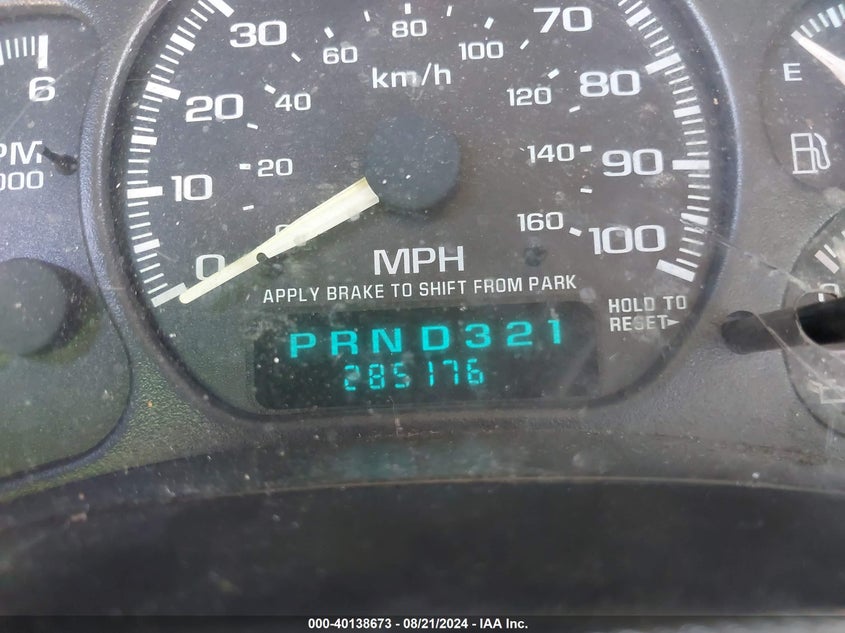 6
PM
000
30
20
10
0
60
40
20
0
80
100
120
140
160
km/h
70
80
90
100
MPH
APPLY BRAKE TO SHIFT FROM PARK
HOLD TO
RESET
PRND321
285176
E
000-40138673 - 08/21/2024 - IAA Inc.